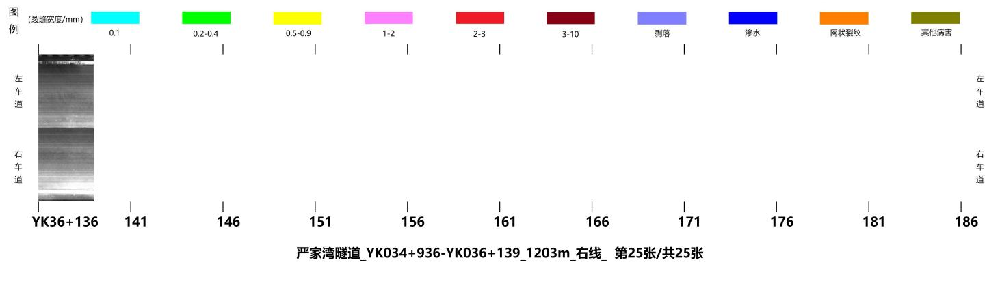 图例
(裂缝宽度/mm)
0.1 0.2-0.4 0.5-0.9 1-2 2-3 3-10 剥落 渗水 网状裂纹 其他病害
左车道 左车道
右车道 右车道
YK36+136 141 146 151 156 161 166 171 176 181 186
严家湾隧道_YK034+936-YK036+139_1203m_右线_ 第25张/共25张